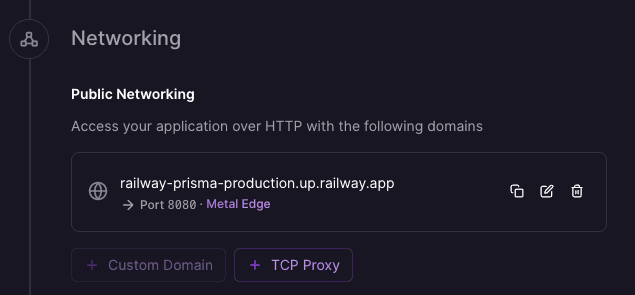 Networking
Public Networking
Access your application over HTTP with the following domains
railway-prisma-production.up.railway.app
→ Port 8080 · Metal Edge
+ Custom Domain + TCP Proxy